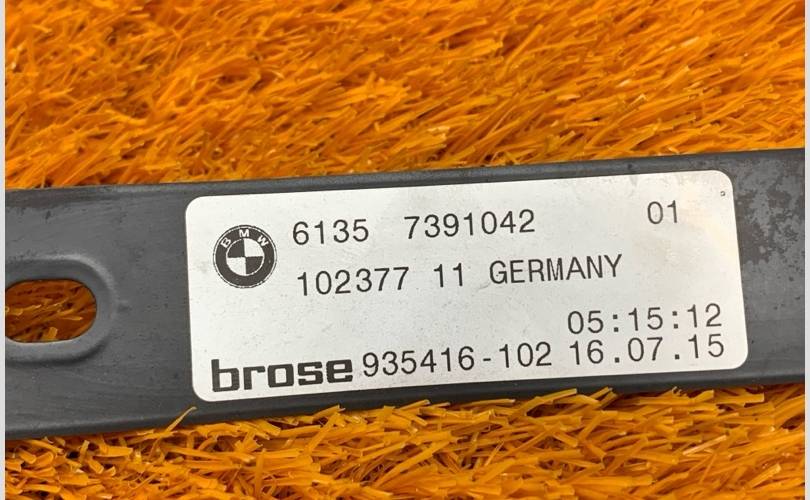 BMW
6135 7391042 01
102377 11 GERMANY
05:15:12
brose 935416-102 16.07.15